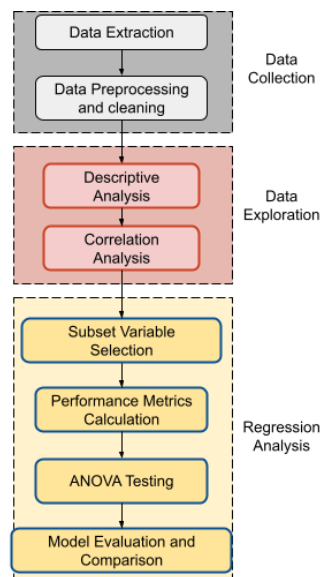 Data Extraction
Data Preprocessing
and cleaning
Data
Collection
Descriptive
Analysis
Correlation
Analysis
Data
Exploration
Subset Variable
Selection
Performance Metrics
Calculation
ANOVA Testing
Model Evaluation and
Comparison
Regression
Analysis